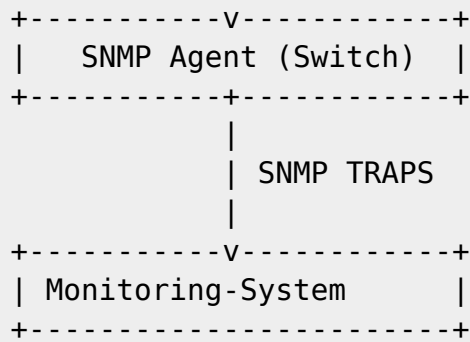 +-----------v------------+
|   SNMP Agent (Switch)  |
+-----------+------------+
            |
            | SNMP TRAPS
            |
+-----------v------------+
| Monitoring-System      |
+------------------------+